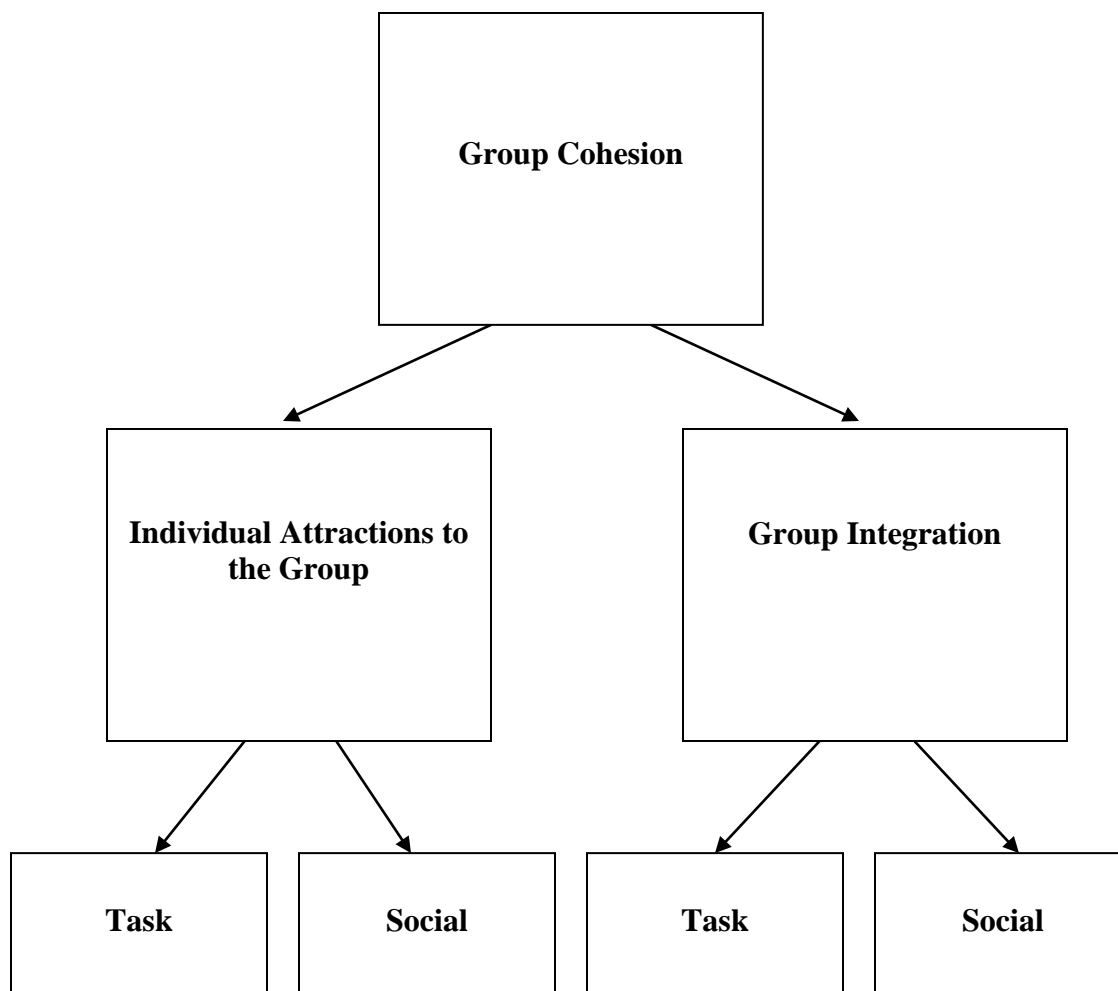 Group Cohesion
Individual Attractions to
the Group
Group Integration
Task
Social
Task
Social